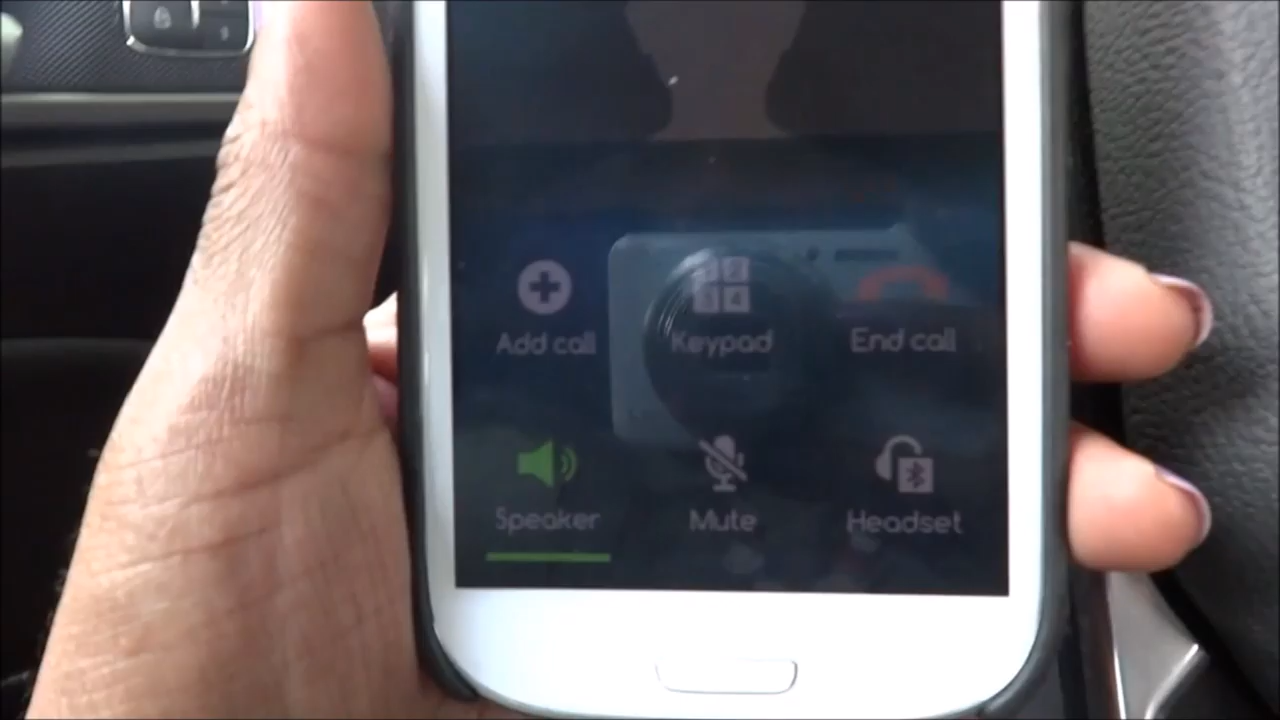 Add call
Keypad
End call
Speaker
Mute
Headset